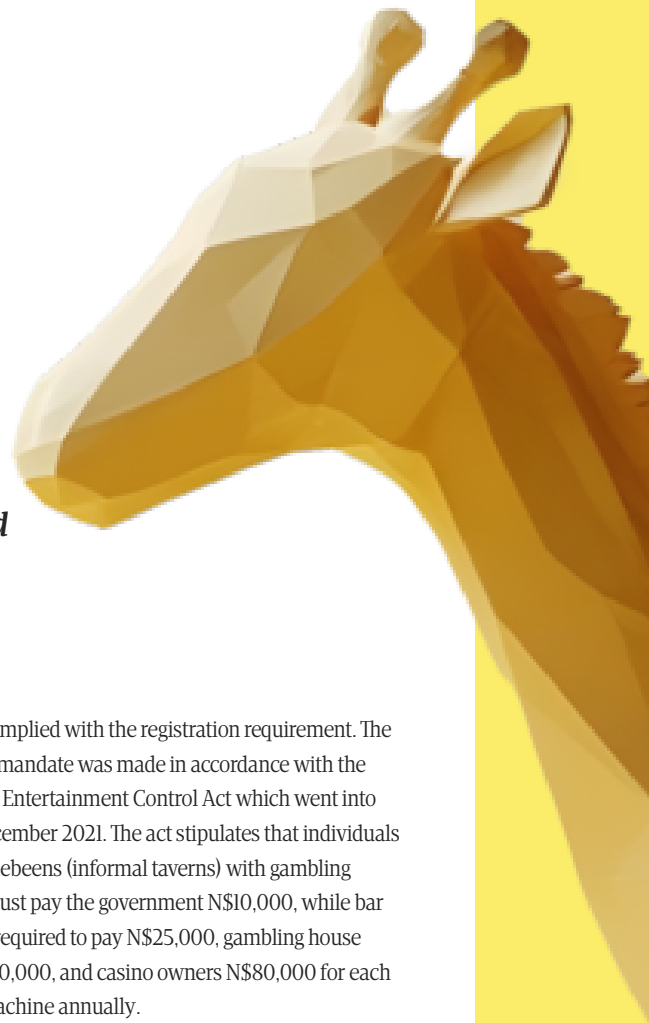 d
mplied with the registration requirement. The
mandate was made in accordance with the
Entertainment Control Act which went into
cember 2021. The act stipulates that individuals
ebeens (informal taverns) with gambling
ust pay the government N$10,000, while bar
required to pay N$25,000, gambling house
0,000, and casino owners N$80,000 for each
achine annually.